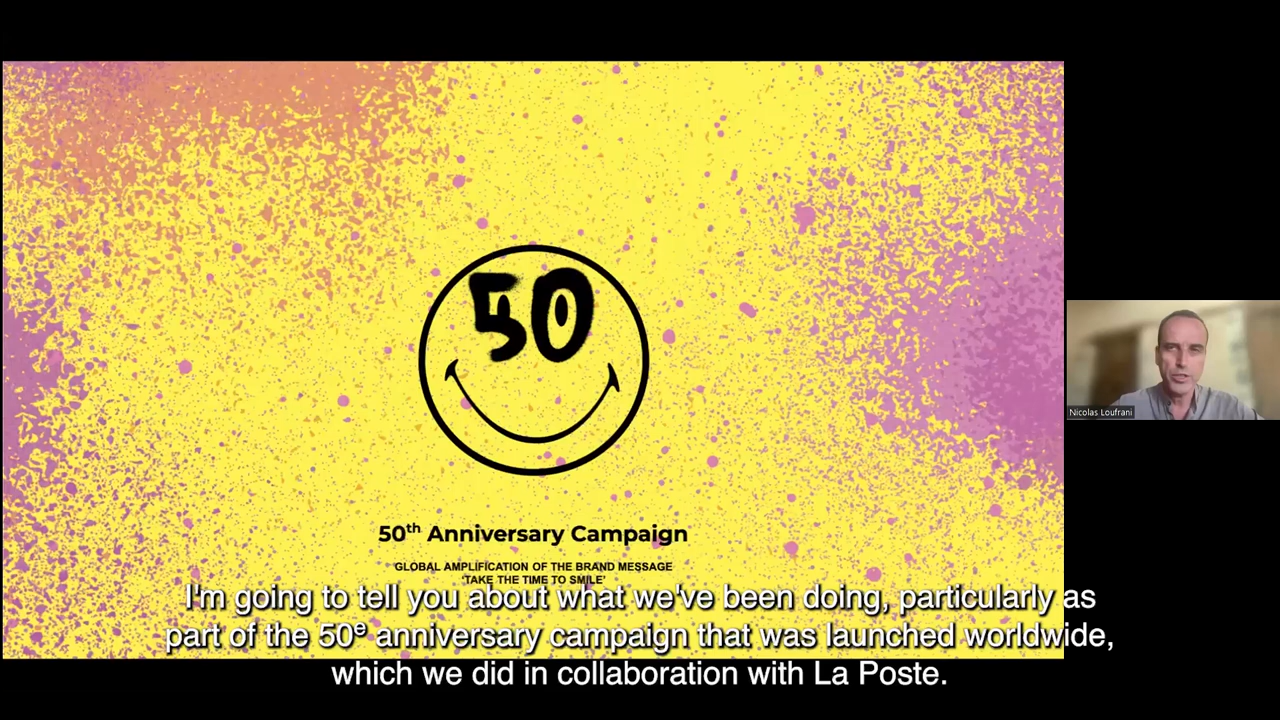 50
50th Anniversary Campaign
GLOBAL AMPLIFICATION OF THE BRAND MESSAGE
'TAKE THE TIME TO SMILE'
Nicolas Loufrani
I'm going to tell you about what we've been doing, particularly as
part of the 50e anniversary campaign that was launched worldwide,
which we did in collaboration with La Poste.